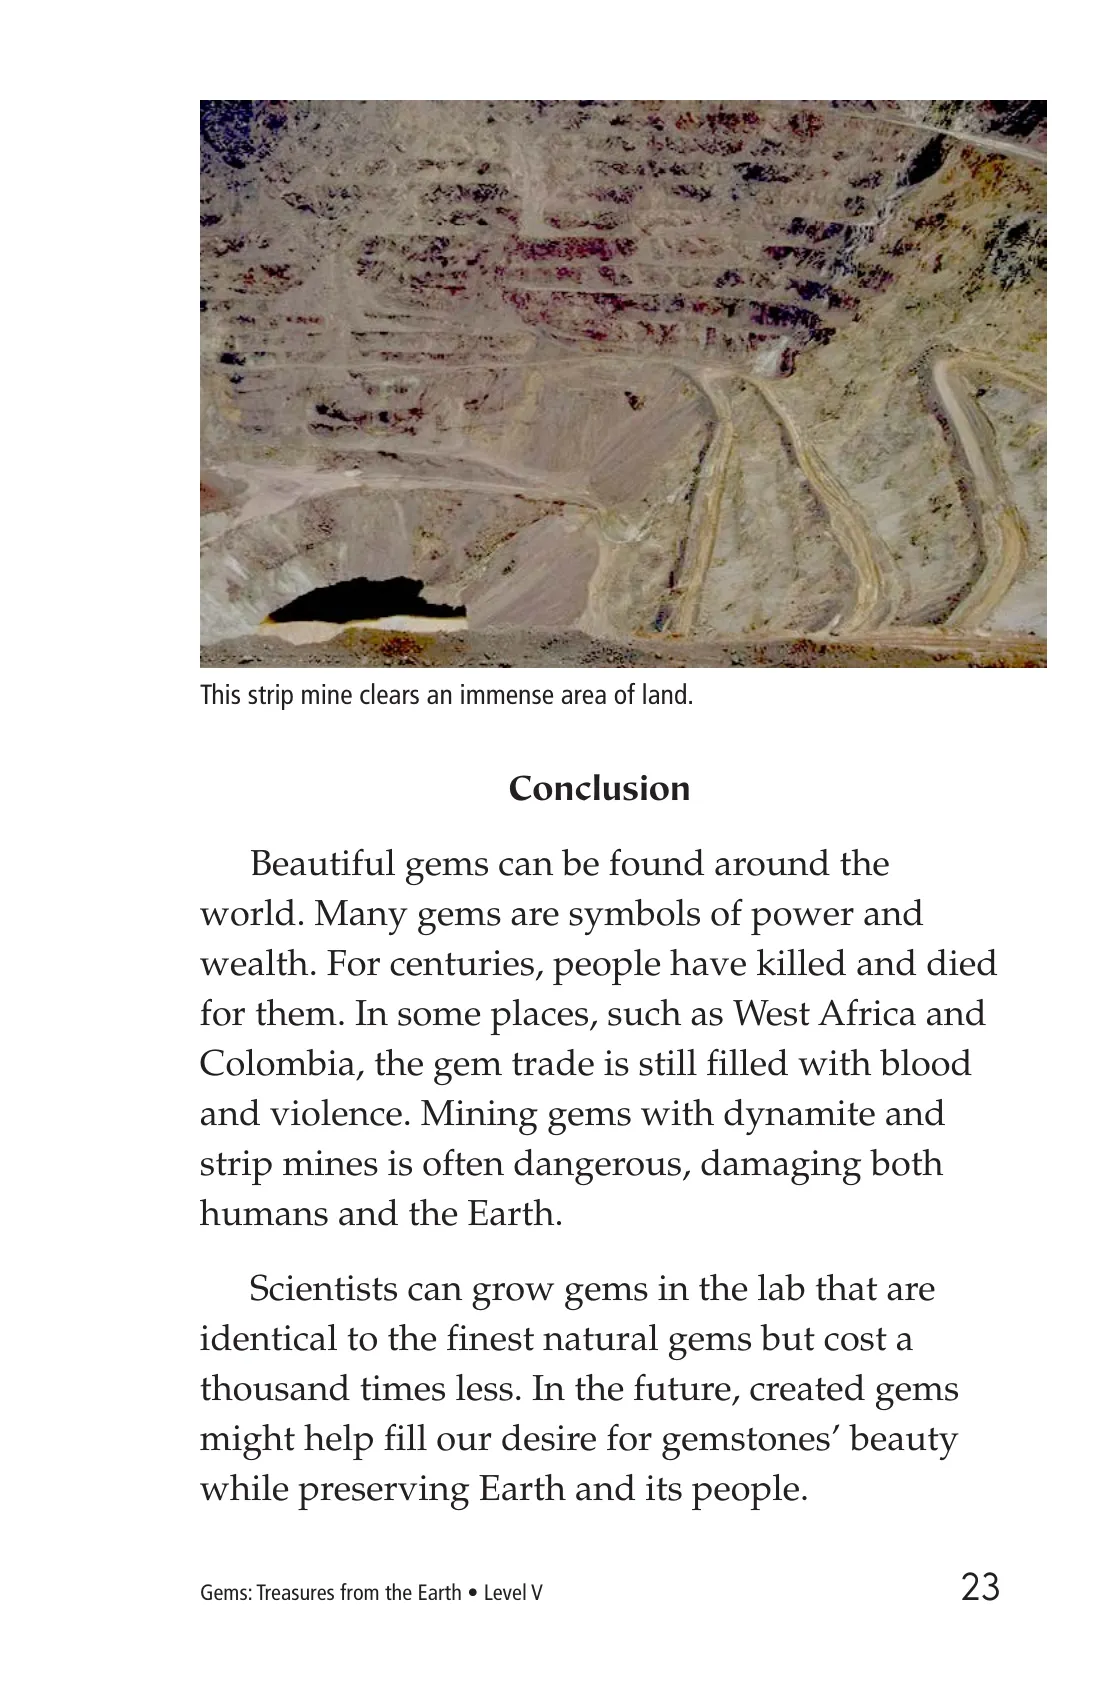 This strip mine clears an immense area of land.
Conclusion
Beautiful gems can be found around the
world. Many gems are symbols of power and
wealth. For centuries, people have killed and died
for them. In some places, such as West Africa and
Colombia, the gem trade is still filled with blood
and violence. Mining gems with dynamite and
strip mines is often dangerous, damaging both
humans and the Earth.
Scientists can grow gems in the lab that are
identical to the finest natural gems but cost a
thousand times less. In the future, created gems
might help fill our desire for gemstones’ beauty
while preserving Earth and its people.
Gems: Treasures from the Earth • Level V 23